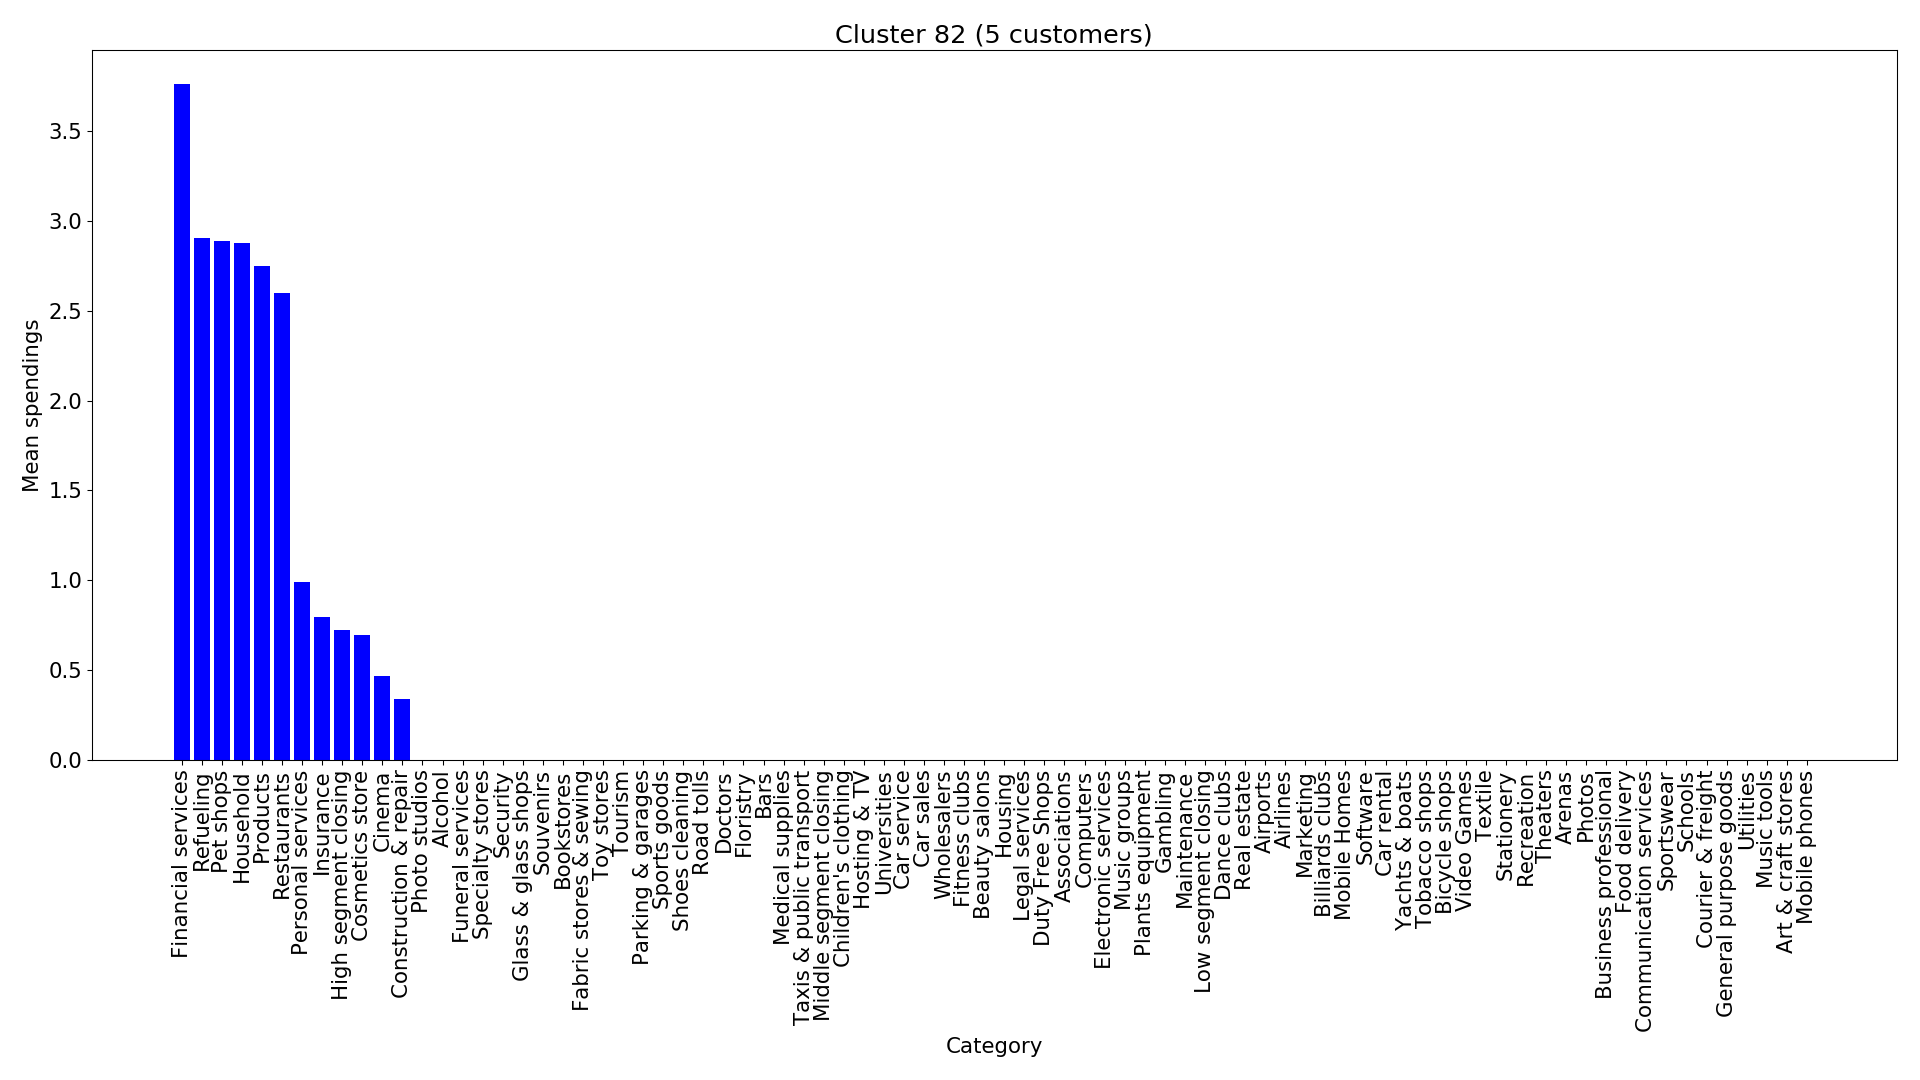 Cluster 82 (5 customers)
Mean spendings
3.5
3.0
2.5
2.0
1.5
1.0
0.5
0.0
Financial services
Refueling
Pet shops
Household
Products
Restaurants
Personal services
Insurance
High segment closing
Cosmetics store
Cinema
Construction & repair
Photo studios
Alcohol
Funeral services
Specialty stores
Security
Glass & glass shops
Souvenirs
Bookstores
Fabric stores & sewing
Toy stores
Tourism
Parking & garages
Sports goods
Shoes cleaning
Road tolls
Doctors
Floristry
Bars
Medical supplies
Taxis & public transport
Middle segment closing
Children's clothing
Hosting & TV
Universities
Car service
Car sales
Wholesalers
Fitness clubs
Beauty salons
Housing
Legal services
Duty Free Shops
Associations
Computers
Electronic services
Music groups
Plants equipment
Gambling
Maintenance
Low segment closing
Dance clubs
Real estate
Airports
Airlines
Marketing
Billiards clubs
Mobile Homes
Software
Car rental
Yachts & boats
Tobacco shops
Bicycle shops
Video Games
Textile
Stationery
Recreation
Theaters
Arenas
Photos
Business professional
Food delivery
Communication services
Sportswear
Schools
Courier & freight
General purpose goods
Utilities
Music tools
Art & craft stores
Mobile phones
Category